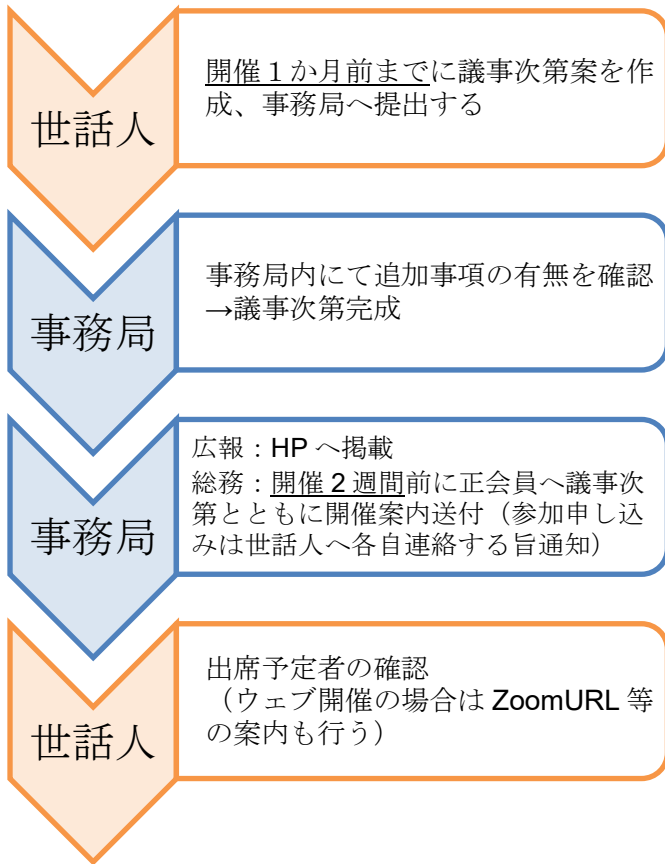 世話人
開催１か月前までに議事次第案を作
成、事務局へ提出する
事務局
事務局内にて追加事項の有無を確認
→議事次第完成
事務局
広報：HP へ掲載
総務：開催 2 週間前に正会員へ議事次
第とともに開催案内送付（参加申し込
みは世話人へ各自連絡する旨通知）
世話人
出席予定者の確認
（ウェブ開催の場合は ZoomURL 等
の案内も行う）